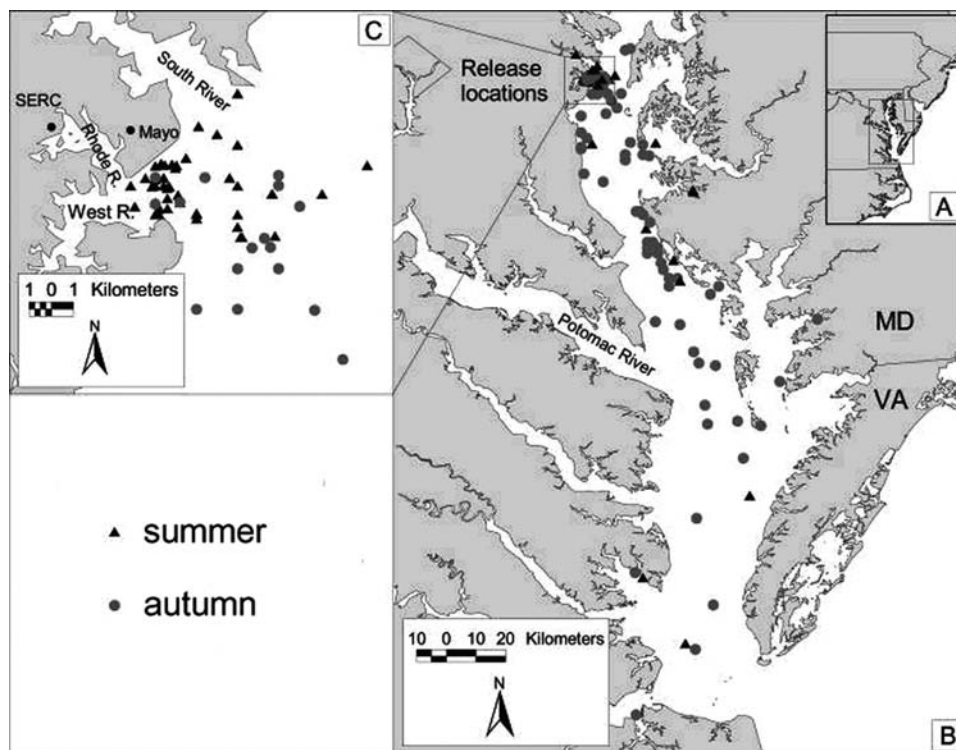 C
South River
SERC
Mayo
Rhode R.
West R.
1 0 1 Kilometers
N
summer
autumn
Release
locations
A
MD
Potomac River
VA
10 0 10 20 Kilometers
N
B